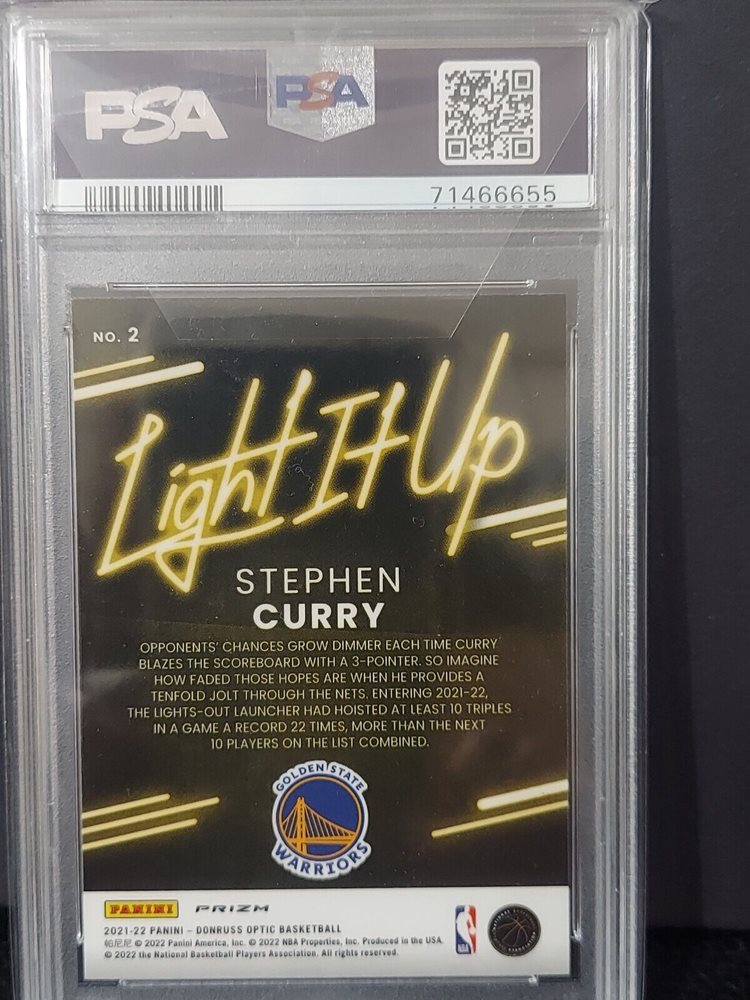 PSA
PSA
71466655
NO. 2
Light It Up
STEPHEN
CURRY
OPPONENTS' CHANCES GROW DIMMER EACH TIME CURRY
BLAZES THE SCOREBOARD WITH A 3-POINTER. SO IMAGINE
HOW FADED THOSE HOPES ARE WHEN HE PROVIDES A
TENFOLD JOLT THROUGH THE NETS. ENTERING 2021-22,
THE LIGHTS-OUT LAUNCHER HAD HOISTED AT LEAST 10 TRIPLES
IN A GAME A RECORD 22 TIMES, MORE THAN THE NEXT
10 PLAYERS ON THE LIST COMBINED.
GOLDEN STATE
WARRIORS
PANINI PRIZM
2021-22 PANINI – DONRUSS OPTIC BASKETBALL
帕尼尼 © 2022 Panini America, Inc. © 2022 NBA Properties, Inc. Produced in the USA.
© 2022 the National Basketball Players Association. All rights reserved.
NBA